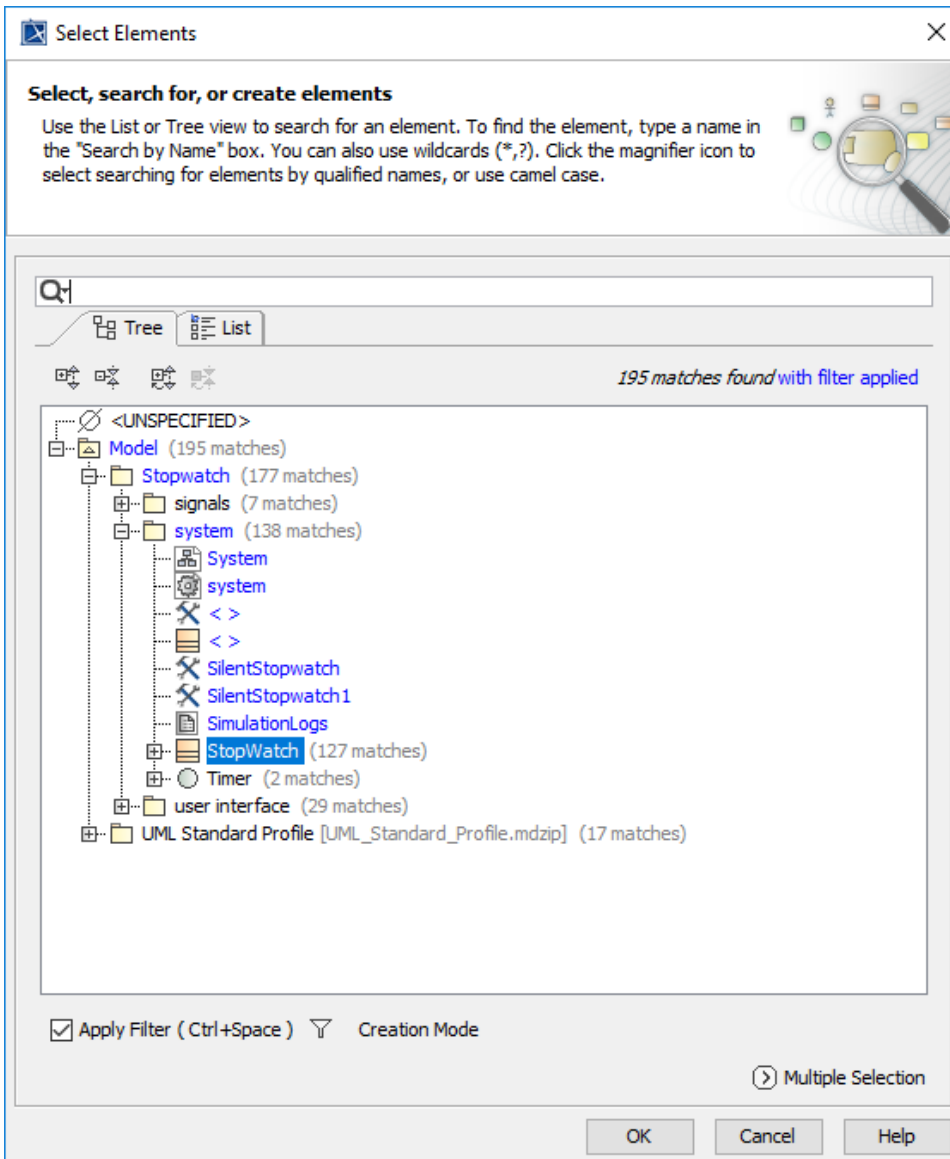 Select Elements
Select, search for, or create elements
Use the List or Tree view to search for an element. To find the element, type a name in
the "Search by Name" box. You can also use wildcards (*,?). Click the magnifier icon to
select searching for elements by qualified names, or use camel case.
Tree List
195 matches found with filter applied
<UNSPECIFIED>
Model (195 matches)
Stopwatch (177 matches)
signals (7 matches)
system (138 matches)
System
system
< >
< >
SilentStopwatch
SilentStopwatch1
SimulationLogs
StopWatch (127 matches)
Timer (2 matches)
user interface (29 matches)
UML Standard Profile [UML_Standard_Profile.mdzip] (17 matches)
Apply Filter ( Ctrl+Space ) Creation Mode
Multiple Selection
OK Cancel Help